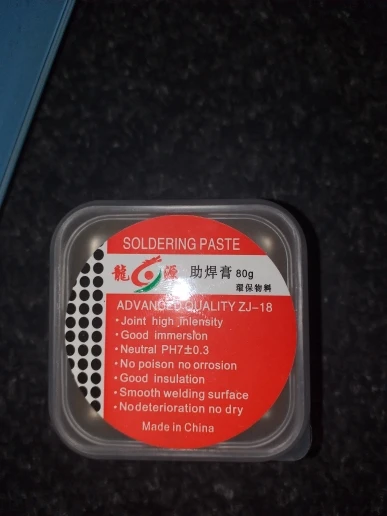 SOLDERING PASTE
龍 源 助焊膏 80g
環保物料
ADVANCED QUALITY ZJ-18
•Joint high intensity
•Good immersion
•Neutral PH7±0.3
•No poison no orrosion
•Good insulation
•Smooth welding surface
•No deterioration no dry
Made in China